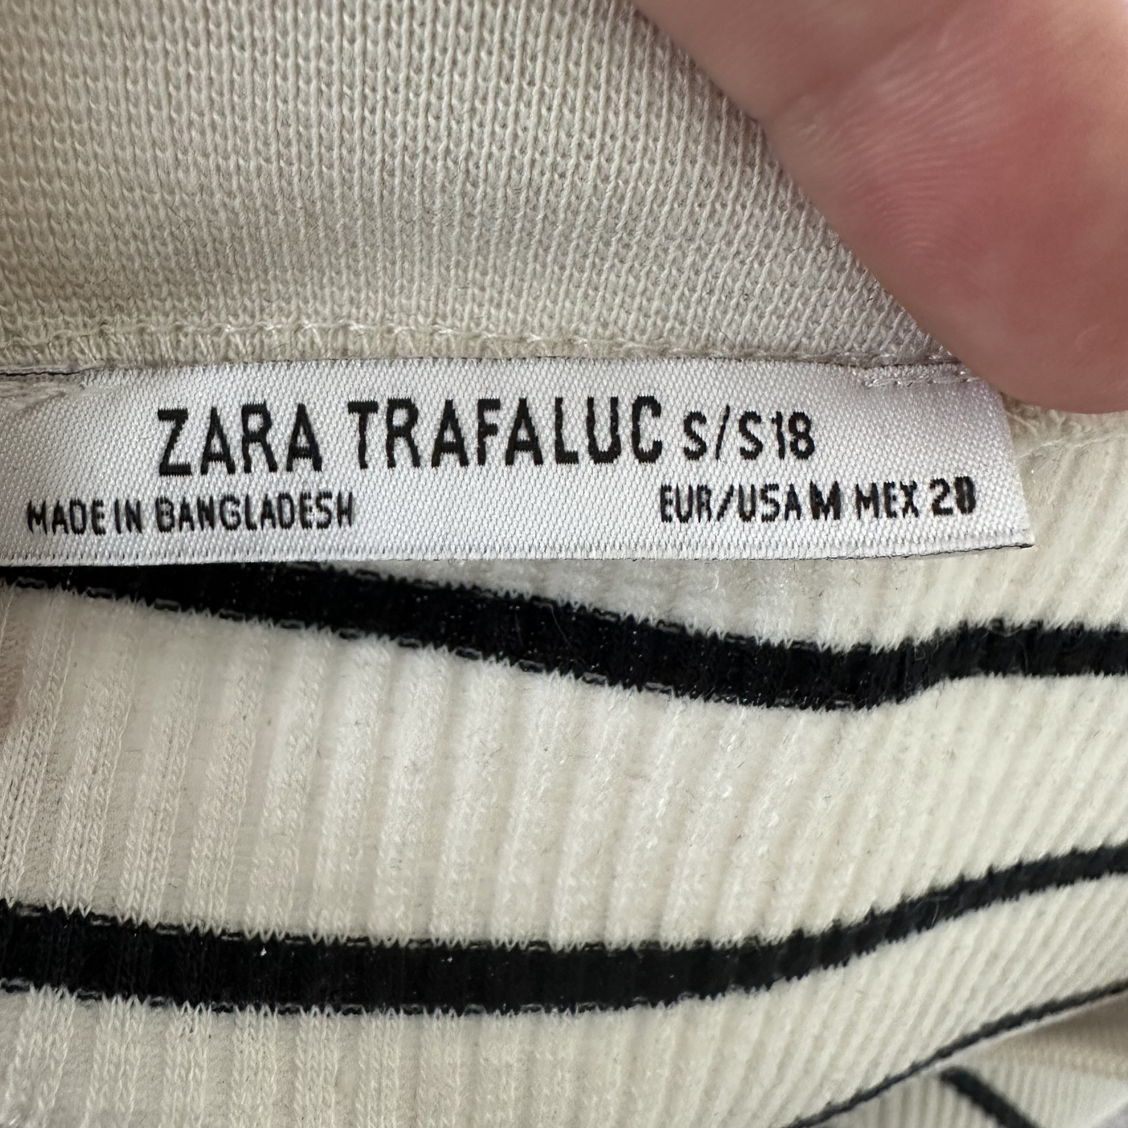 ZARA TRAFALUC S/S18
MADE IN BANGLADESH EUR/USA M MEX 28